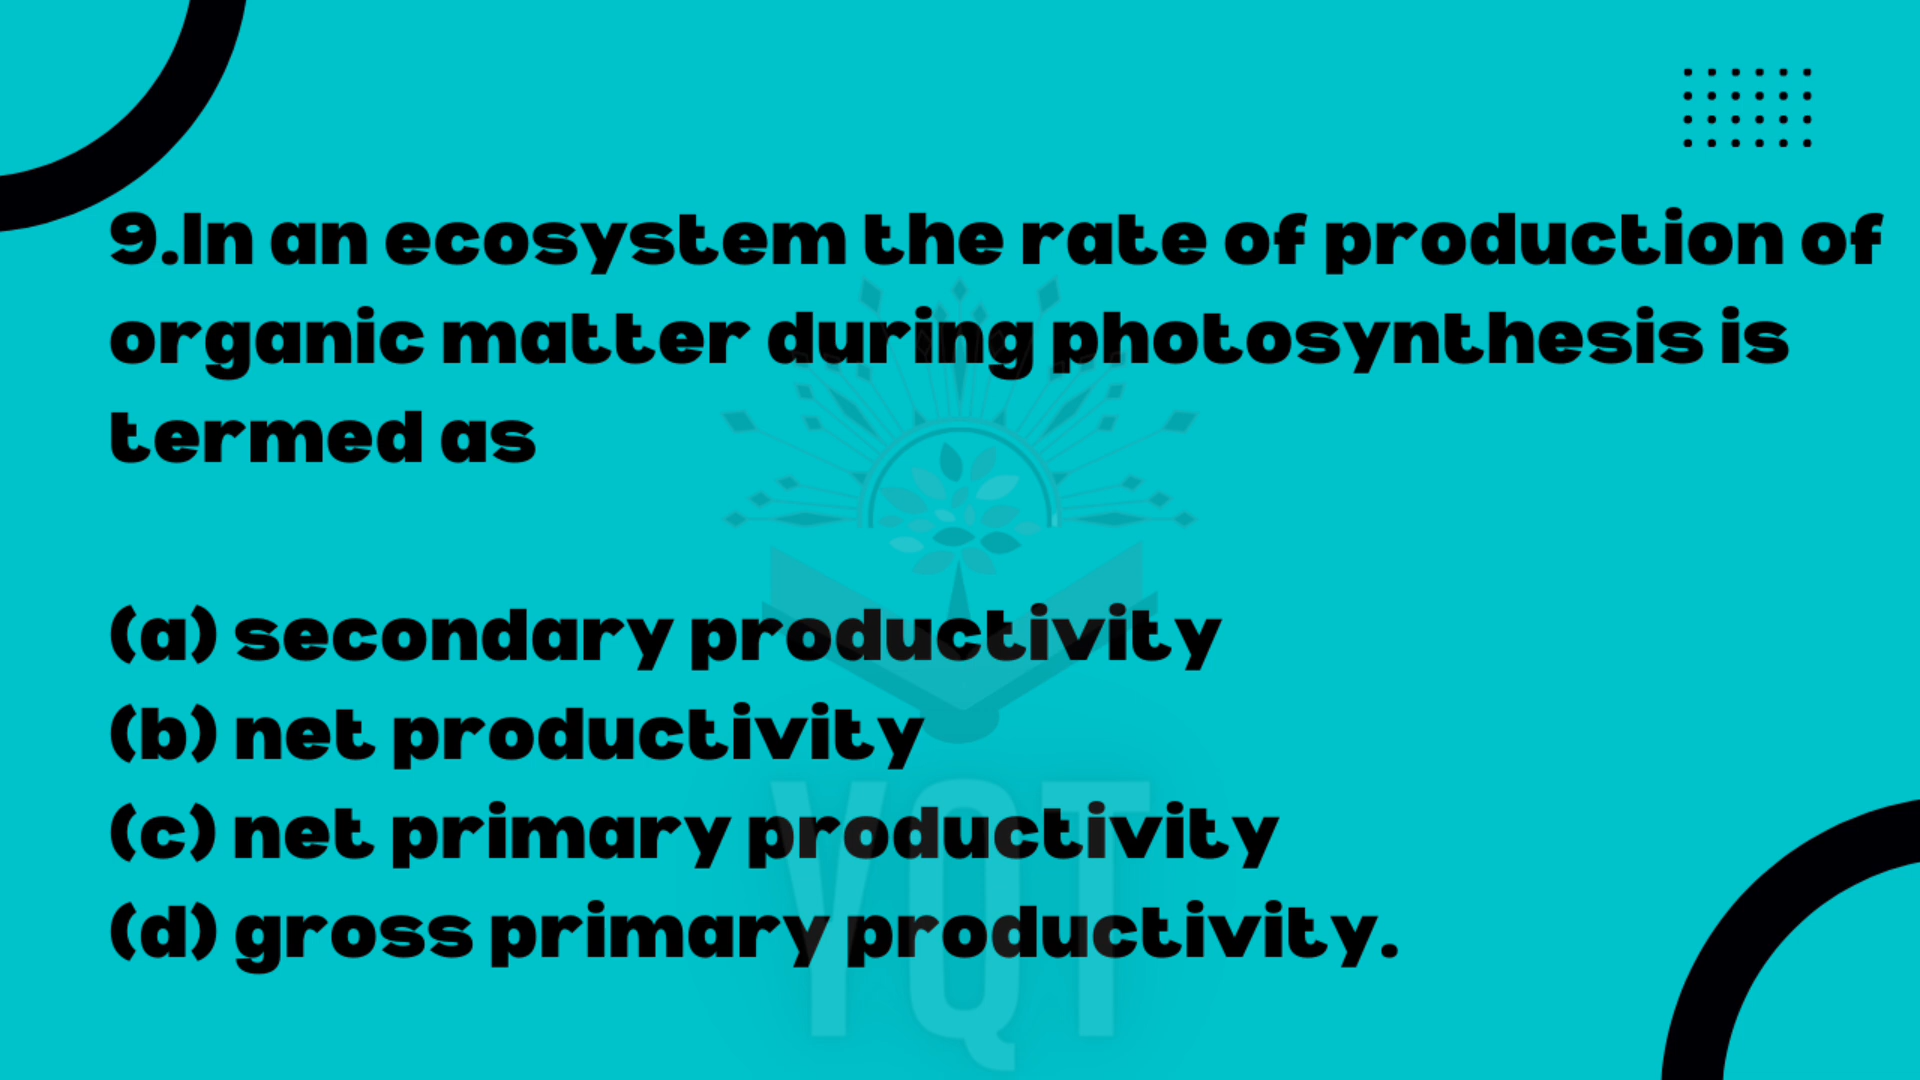 9.In an ecosystem the rate of production of
organic matter during photosynthesis is
termed as
(a) secondary productivity
(b) net productivity
(c) net primary productivity
(d) gross primary productivity.
YQT